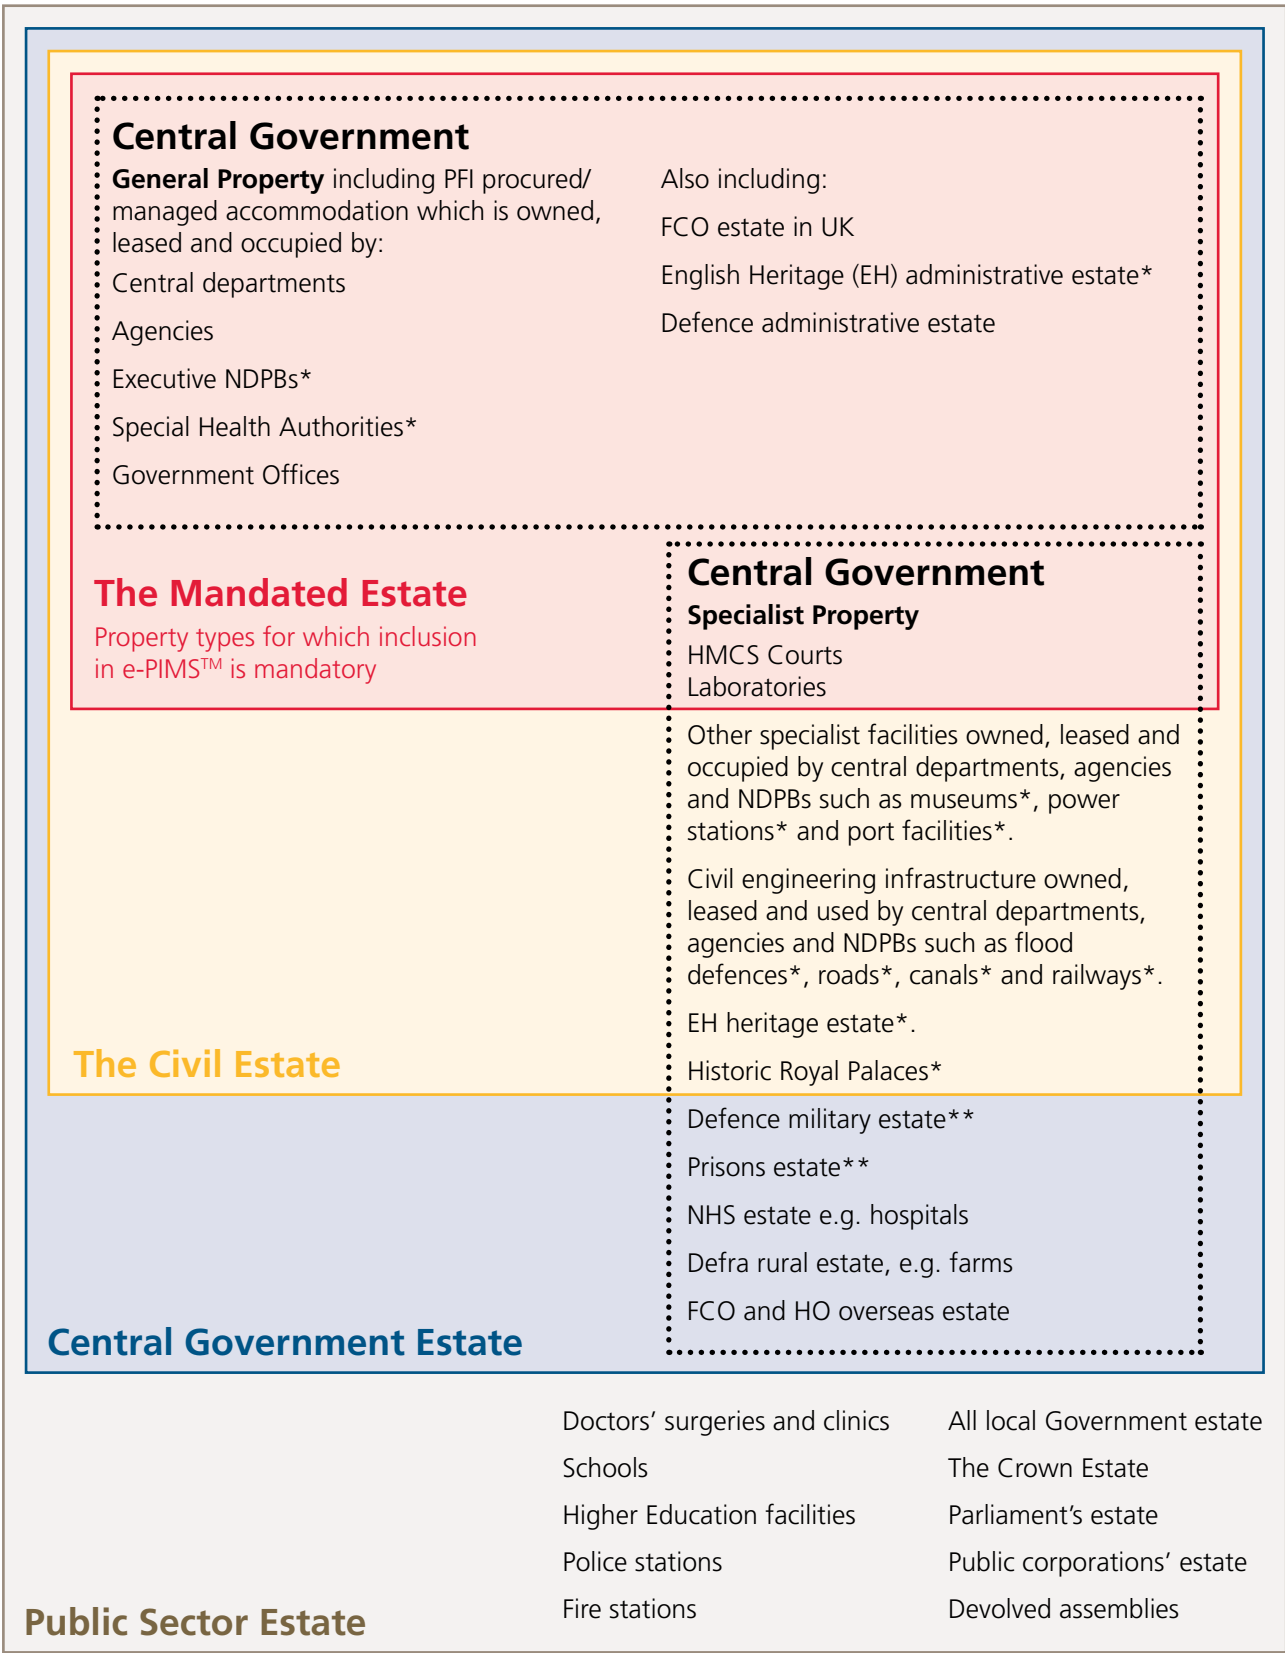 Central Government
General Property including PFI procured/
managed accommodation which is owned,
leased and occupied by:
Central departments
Agencies
Executive NDPBs*
Special Health Authorities*
Government Offices
Also including:
FCO estate in UK
English Heritage (EH) administrative estate*
Defence administrative estate
The Mandated Estate
Property types for which inclusion
in e-PIMS™ is mandatory
Central Government
Specialist Property
HMCS Courts
Laboratories
Other specialist facilities owned, leased and
occupied by central departments, agencies
and NDPBs such as museums*, power
stations* and port facilities*.
Civil engineering infrastructure owned,
leased and used by central departments,
agencies and NDPBs such as flood
defences*, roads*, canals* and railways*.
EH heritage estate*.
Historic Royal Palaces*
The Civil Estate
Defence military estate**
Prisons estate**
NHS estate e.g. hospitals
Defra rural estate, e.g. farms
FCO and HO overseas estate
Central Government Estate
Doctors’ surgeries and clinics
Schools
Higher Education facilities
Police stations
Fire stations
All local Government estate
The Crown Estate
Parliament’s estate
Public corporations’ estate
Devolved assemblies
Public Sector Estate